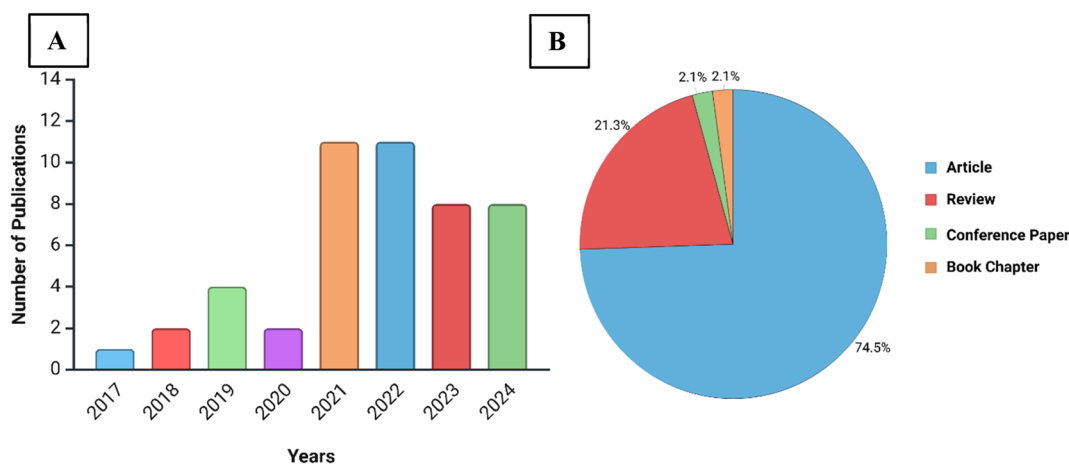 A
14
12
10
8
6
4
2
0
Number of Publications
2017
2018
2019
2020
2021
2022
2023
2024
Years
B
2.1%
2.1%
21.3%
74.5%
Article
Review
Conference Paper
Book Chapter